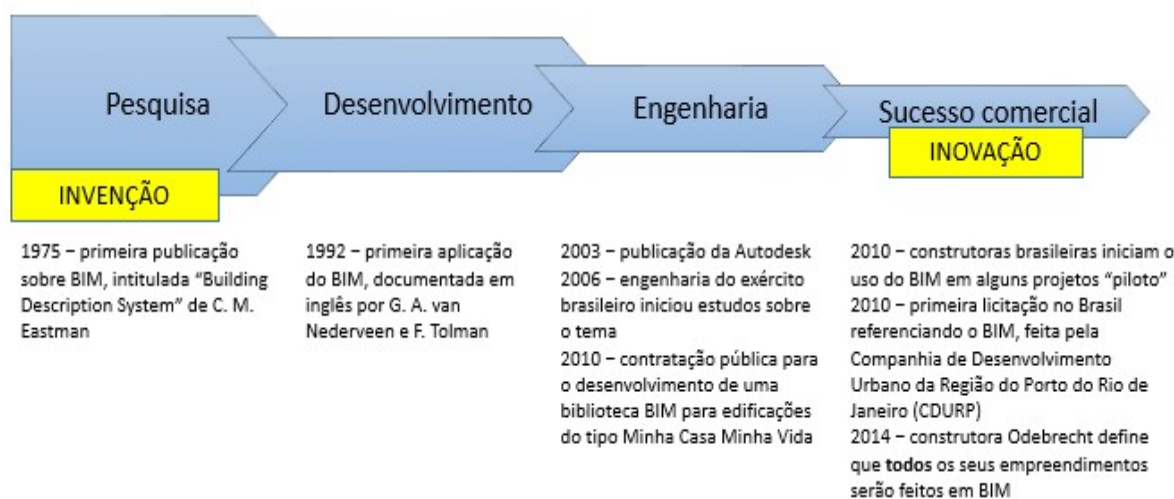 Pesquisa
Desenvolvimento
Engenharia
Sucesso comercial
INVENÇÃO
INOVAÇÃO
1975 – primeira publicação
sobre BIM, intitulada “Building
Description System” de C. M.
Eastman
1992 – primeira aplicação
do BIM, documentada em
inglês por G. A. van
Nederveen e F. Tolman
2003 – publicação da Autodesk
2006 – engenharia do exército
brasileiro iniciou estudos sobre
o tema
2010 – contratação pública para
o desenvolvimento de uma
biblioteca BIM para edificações
do tipo Minha Casa Minha Vida
2010 – construtoras brasileiras iniciam o
uso do BIM em alguns projetos “piloto”
2010 – primeira licitação no Brasil
referenciando o BIM, feita pela
Companhia de Desenvolvimento
Urbano da Região do Porto do Rio de
Janeiro (CDURP)
2014 – construtora Odebrecht define
que todos os seus empreendimentos
serão feitos em BIM